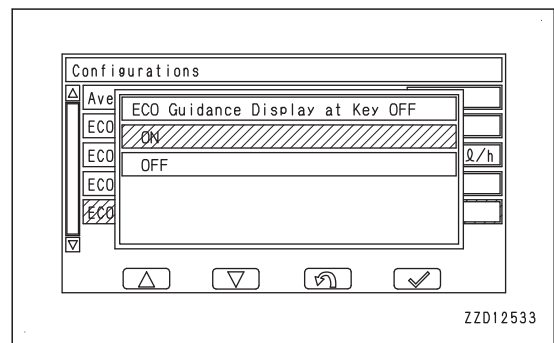 Configurations
Ave
ECO Guidance Display at Key OFF
ECO
ON
ECO
OFF
ℓ/h
ECO
ECO
ZZD12533